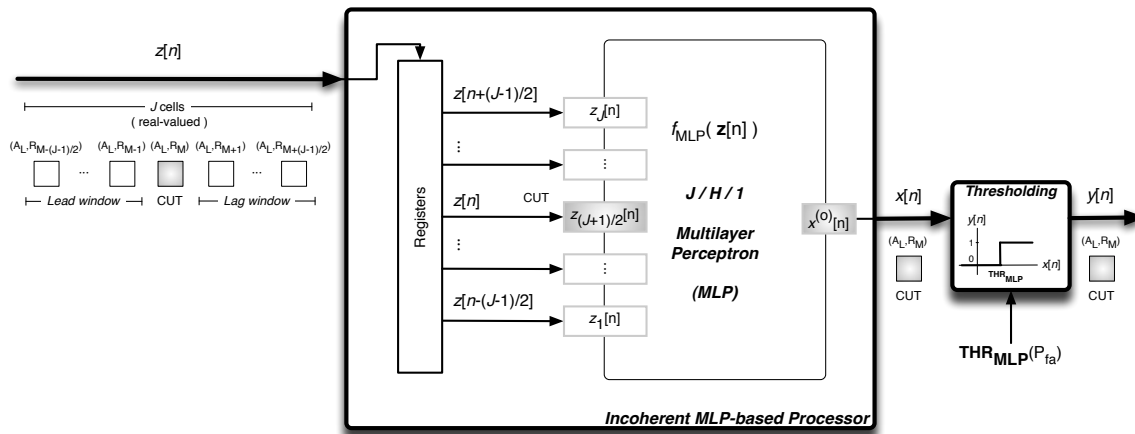 z[n]
J cells
( real-valued )
(A_L,R_M-(J-1)/2) (A_L,R_M-1) (A_L,R_M) (A_L,R_M+1) (A_L,R_M+(J-1)/2)
... ...
Lead window CUT Lag window
Registers
z[n+(J-1)/2]
⋮
z[n]
CUT
⋮
z[n-(J-1)/2]
z_J[n]
⋮
z_(J+1)/2[n]
⋮
z_1[n]
f_MLP( z[n] )
J / H / 1
Multilayer
Perceptron
(MLP)
x^(o)[n]
Incoherent MLP-based Processor
x[n]
(A_L,R_M)
CUT
Thresholding
y[n]
1
0
x[n]
THR_MLP
THR_MLP(P_fa)
y[n]
(A_L,R_M)
CUT